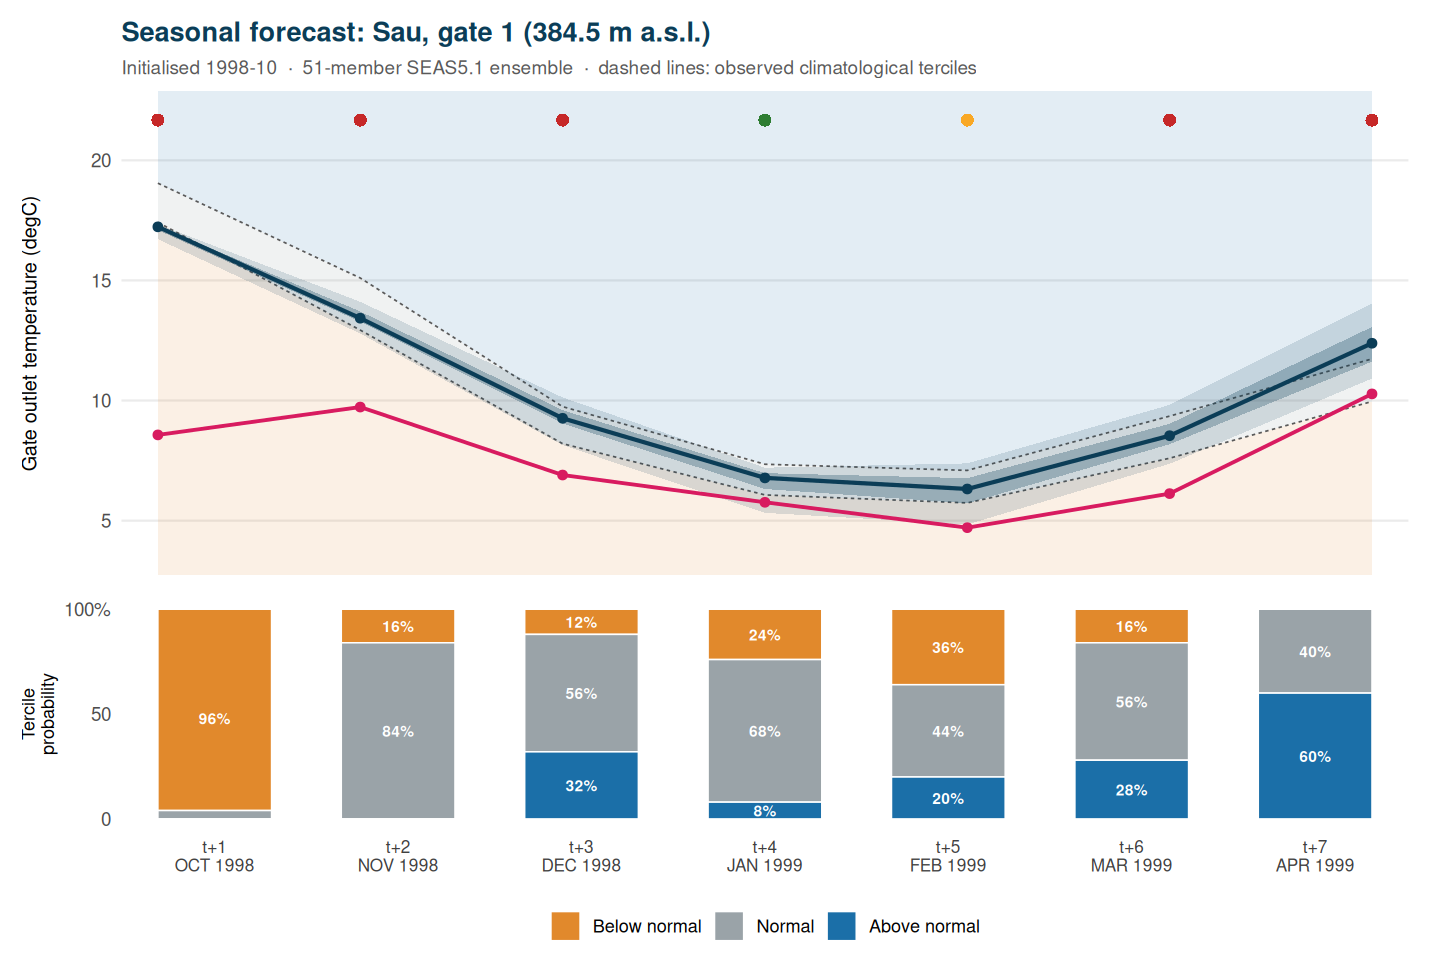 Seasonal forecast: Sau, gate 1 (384.5 m a.s.l.)
Initialised 1998-10 · 51-member SEAS5.1 ensemble · dashed lines: observed climatological terciles
Gate outlet temperature (degC)
20
15
10
5
Tercile
probability
100%
50
0
96%
16%
84%
12%
56%
32%
24%
68%
8%
36%
44%
20%
16%
56%
28%
40%
60%
t+1
OCT 1998
t+2
NOV 1998
t+3
DEC 1998
t+4
JAN 1999
t+5
FEB 1999
t+6
MAR 1999
t+7
APR 1999
Below normal
Normal
Above normal